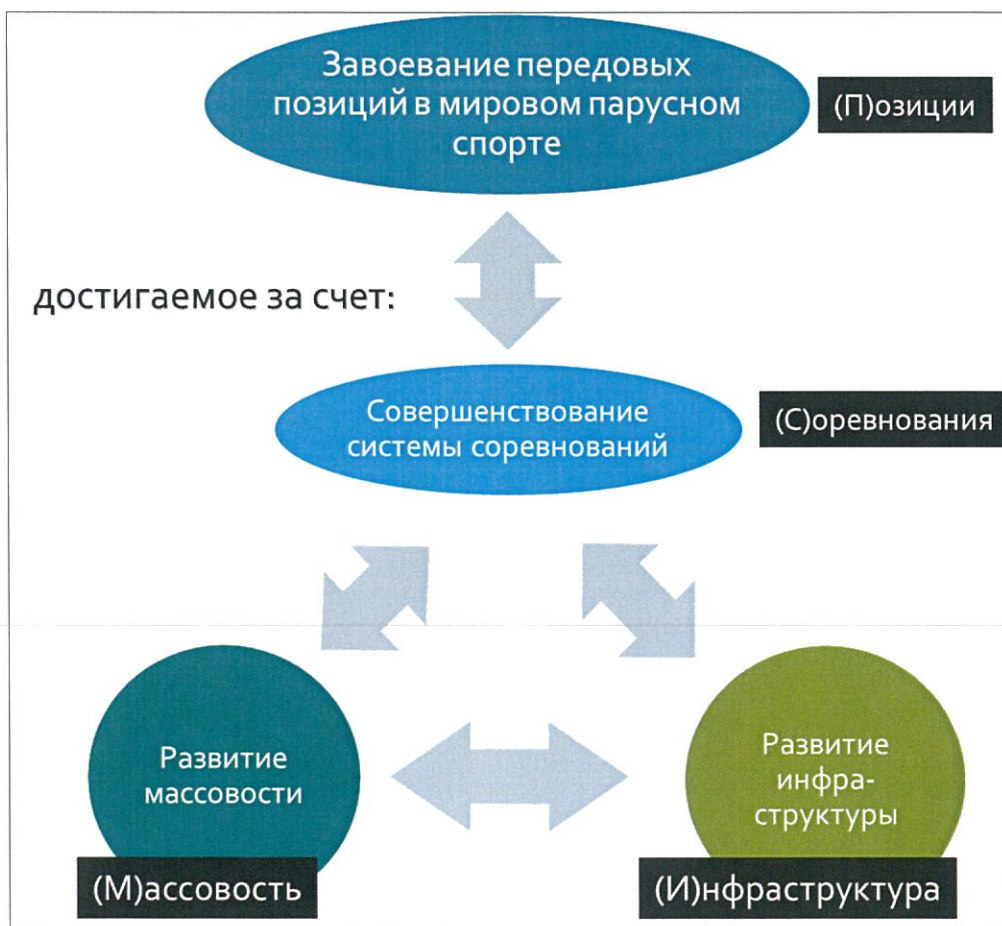 Завоевание передовых
позиций в мировом парусном
спорте
(П)озиции
достигаемое за счет:
Совершенствование
системы соревнований
(С)оревнования
Развитие
массовости
Развитие
инфра-
структуры
(М)ассовость
(И)нфраструктура